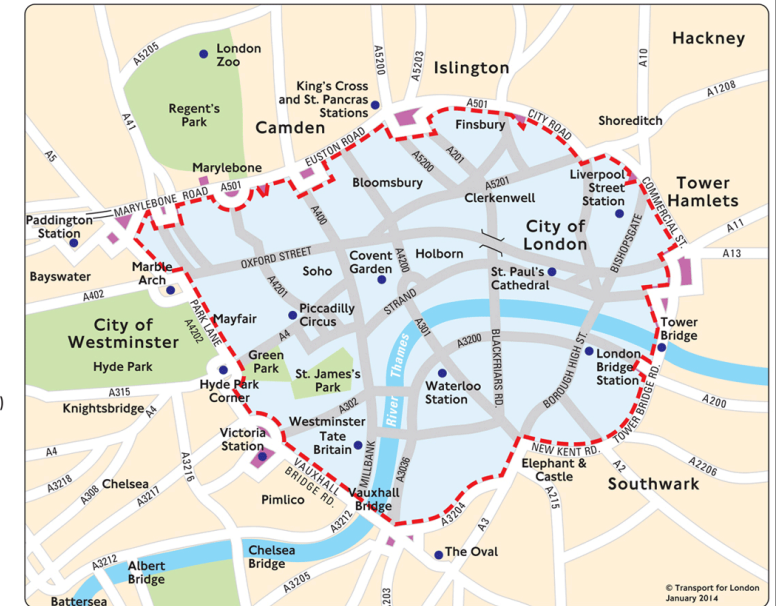 Hackney
A5205
London
Zoo
A5200
A5203
A10
Islington
A1208
King's Cross
and St. Pancras
Stations
Regent's
Park
A41
A501
CITY ROAD
Shoreditch
Camden
Finsbury
EUSTON ROAD
A5
A5200
A201
Marylebone
A501
MARYLEBONE ROAD
Bloomsbury
A5201
Clerkenwell
Liverpool
Street
Station
COMMERCIAL ST.
Tower
Hamlets
A400
Paddington
Station
City of
London
BISHOPSGATE
A11
A13
OXFORD STREET
Covent
Garden
A4200
Holborn
Soho
St. Paul's
Cathedral
Bayswater
Marble
Arch
A402
A4201
STRAND
Piccadilly
Circus
Mayfair
PARK LANE
A4202
A4
City of
Westminster
Hyde Park
A301
A3200
BLACKFRIARS RD.
BOROUGH HIGH ST.
Tower
Bridge
River Thames
Green
Park
St. James's
Park
London
Bridge
Station
Hyde Park
Corner
Waterloo
Station
A315
Knightsbridge
A4
A302
TOWER BRIDGE RD.
A200
Victoria
Station
Westminster
Tate
Britain
A4
A3218
A308
Chelsea
A3217
A3216
VAUXHALL
BRIDGE RD.
MILLBANK
A3036
NEW KENT RD.
Elephant &
Castle
A2
A2206
Southwark
Pimlico
Vauxhall
Bridge
A3212
A3204
A3
A215
A3212
Albert
Bridge
Chelsea
Bridge
The Oval
A3205
Battersea
203
© Transport for London
January 2014
)